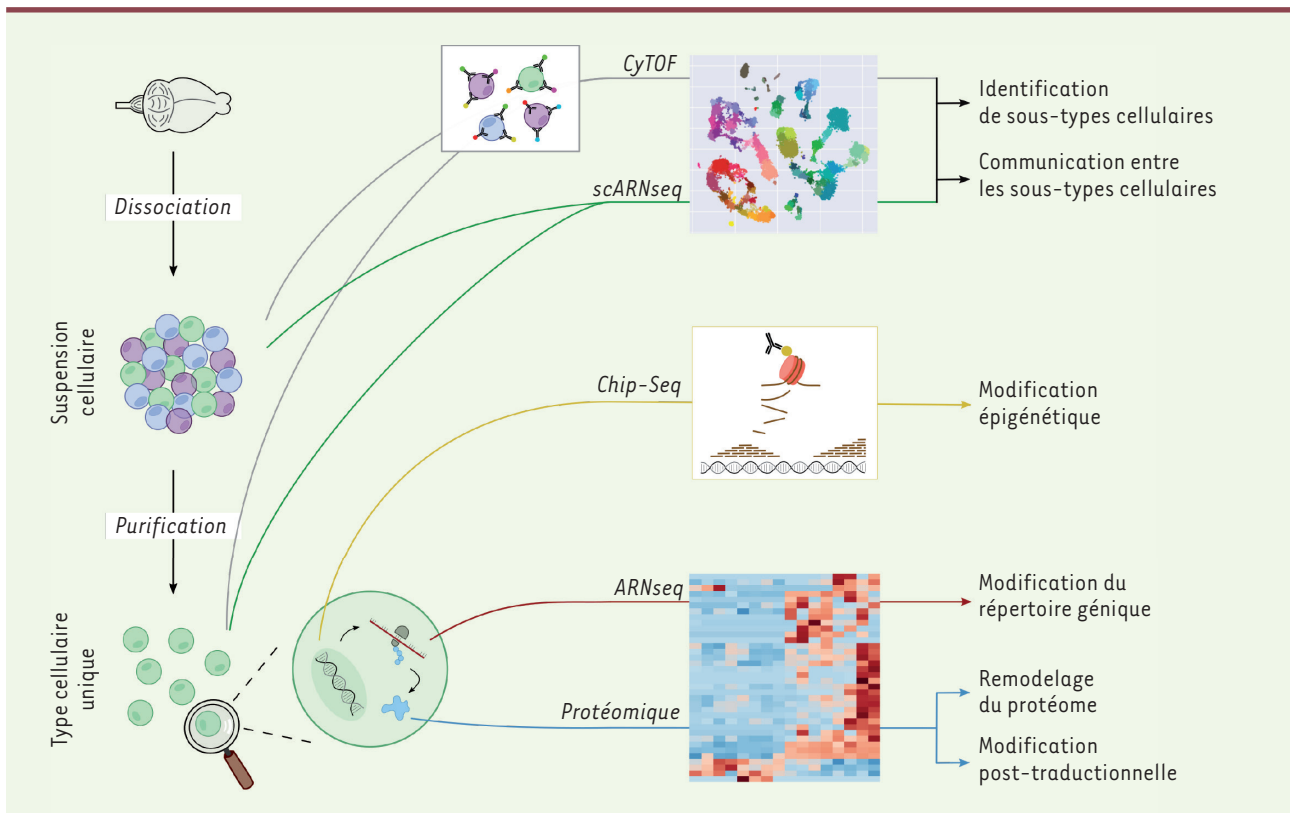 CyTOF
Identification
de sous-types cellulaires
Communication entre
les sous-types cellulaires
scARNseq
Dissociation
Suspension
cellulaire
Chip-Seq
Modification
épigénétique
Purification
Type cellulaire
unique
ARNseq
Modification du
répertoire génique
Protéomique
Remodelage
du protéome
Modification
post-traductionnelle